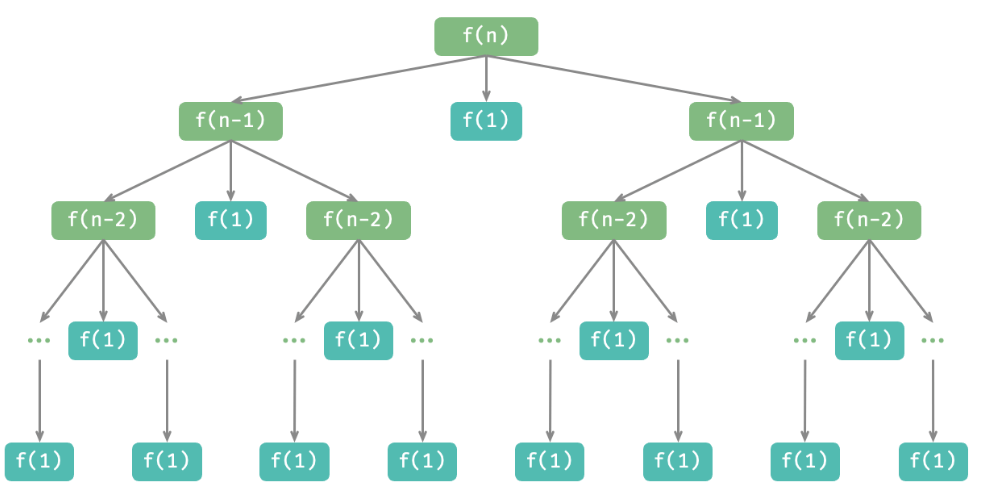 f(n)
f(n-1) f(1) f(n-1)
f(n-2) f(1) f(n-2) f(n-2) f(1) f(n-2)
... f(1) ... ... f(1) ... ... f(1) ... ... f(1) ...
f(1) f(1) f(1) f(1) f(1) f(1) f(1) f(1)